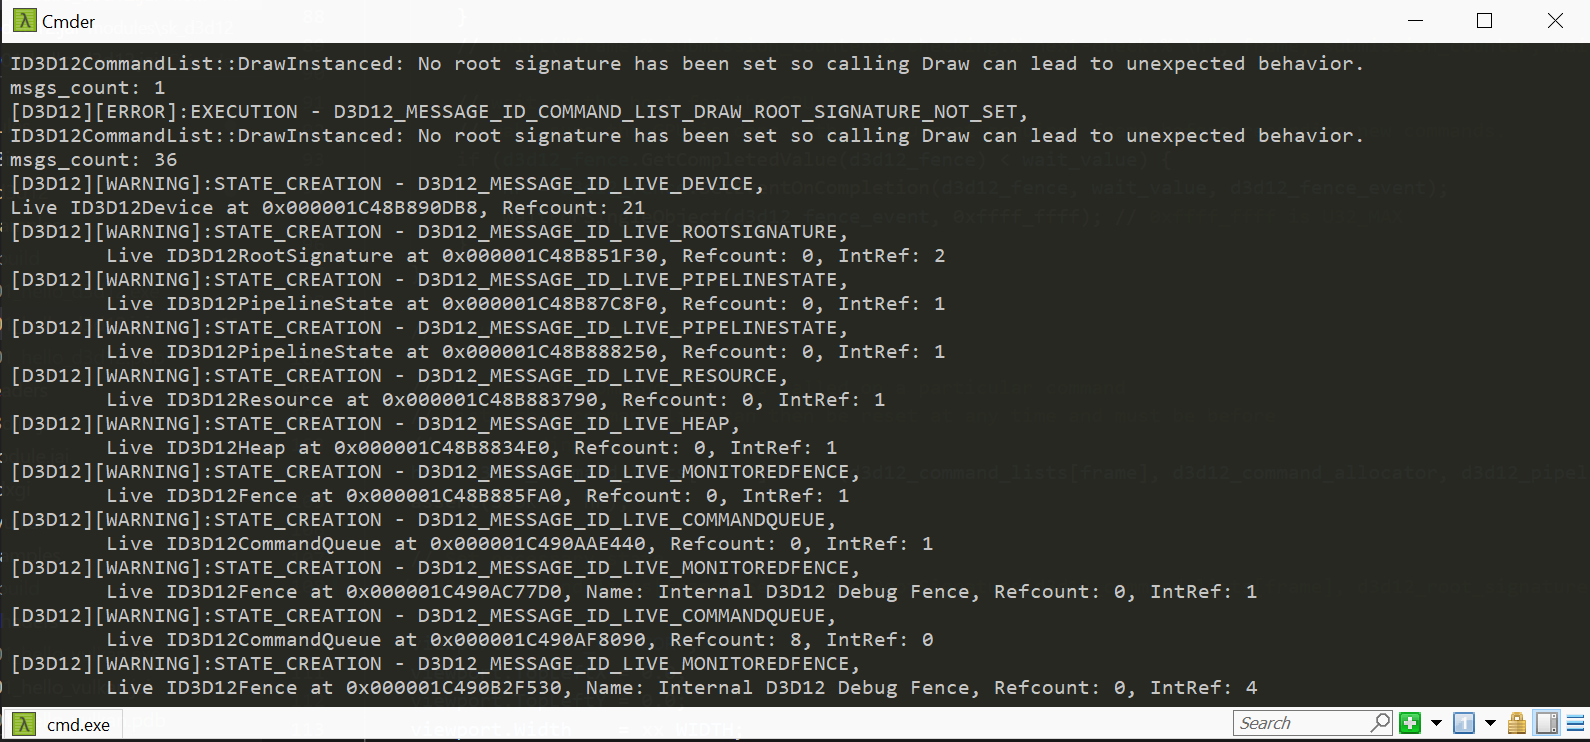 Cmder
ID3D12CommandList::DrawInstanced: No root signature has been set so calling Draw can lead to unexpected behavior.
msgs_count: 1
[D3D12][ERROR]:EXECUTION - D3D12_MESSAGE_ID_COMMAND_LIST_DRAW_ROOT_SIGNATURE_NOT_SET,
ID3D12CommandList::DrawInstanced: No root signature has been set so calling Draw can lead to unexpected behavior.
msgs_count: 36
[D3D12][WARNING]:STATE_CREATION - D3D12_MESSAGE_ID_LIVE_DEVICE,
Live ID3D12Device at 0x000001C48B890DB8, Refcount: 21
[D3D12][WARNING]:STATE_CREATION - D3D12_MESSAGE_ID_LIVE_ROOTSIGNATURE,
Live ID3D12RootSignature at 0x000001C48B851F30, Refcount: 0, IntRef: 2
[D3D12][WARNING]:STATE_CREATION - D3D12_MESSAGE_ID_LIVE_PIPELINESTATE,
Live ID3D12PipelineState at 0x000001C48B87C8F0, Refcount: 0, IntRef: 1
[D3D12][WARNING]:STATE_CREATION - D3D12_MESSAGE_ID_LIVE_PIPELINESTATE,
Live ID3D12PipelineState at 0x000001C48B888250, Refcount: 0, IntRef: 1
[D3D12][WARNING]:STATE_CREATION - D3D12_MESSAGE_ID_LIVE_RESOURCE,
Live ID3D12Resource at 0x000001C48B883790, Refcount: 0, IntRef: 1
[D3D12][WARNING]:STATE_CREATION - D3D12_MESSAGE_ID_LIVE_HEAP,
Live ID3D12Heap at 0x000001C48B8834E0, Refcount: 0, IntRef: 1
[D3D12][WARNING]:STATE_CREATION - D3D12_MESSAGE_ID_LIVE_MONITOREDFENCE,
Live ID3D12Fence at 0x000001C48B885FA0, Refcount: 0, IntRef: 1
[D3D12][WARNING]:STATE_CREATION - D3D12_MESSAGE_ID_LIVE_COMMANDQUEUE,
Live ID3D12CommandQueue at 0x000001C490AAE440, Refcount: 0, IntRef: 1
[D3D12][WARNING]:STATE_CREATION - D3D12_MESSAGE_ID_LIVE_MONITOREDFENCE,
Live ID3D12Fence at 0x000001C490AC77D0, Name: Internal D3D12 Debug Fence, Refcount: 0, IntRef: 1
[D3D12][WARNING]:STATE_CREATION - D3D12_MESSAGE_ID_LIVE_COMMANDQUEUE,
Live ID3D12CommandQueue at 0x000001C490AF8090, Refcount: 8, IntRef: 0
[D3D12][WARNING]:STATE_CREATION - D3D12_MESSAGE_ID_LIVE_MONITOREDFENCE,
Live ID3D12Fence at 0x000001C490B2F530, Name: Internal D3D12 Debug Fence, Refcount: 0, IntRef: 4
cmd.exe
Search
1